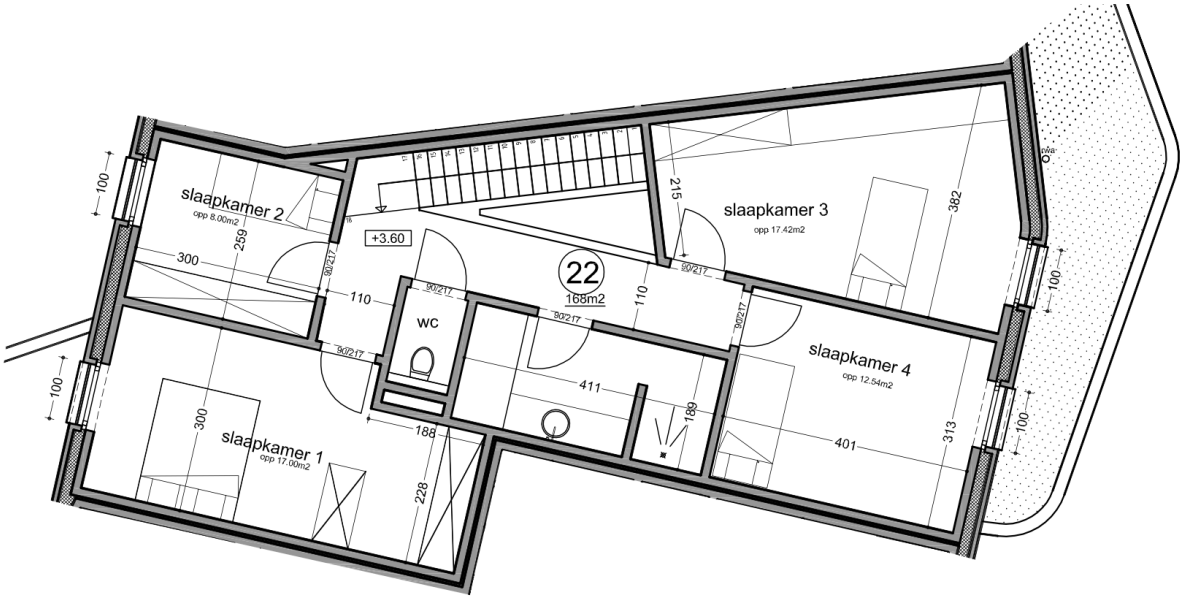 100
slaapkamer 2
opp 8.00m2
259
300
90/217
+3.60
110
90/217
wc
22
168m2
90/217
110
215
slaapkamer 3
opp 17.42m2
382
90/217
90/217
rwa
100
100
slaapkamer 1
opp 17.00m2
300
90/217
188
228
411
189
slaapkamer 4
opp 12.54m2
401
313
100